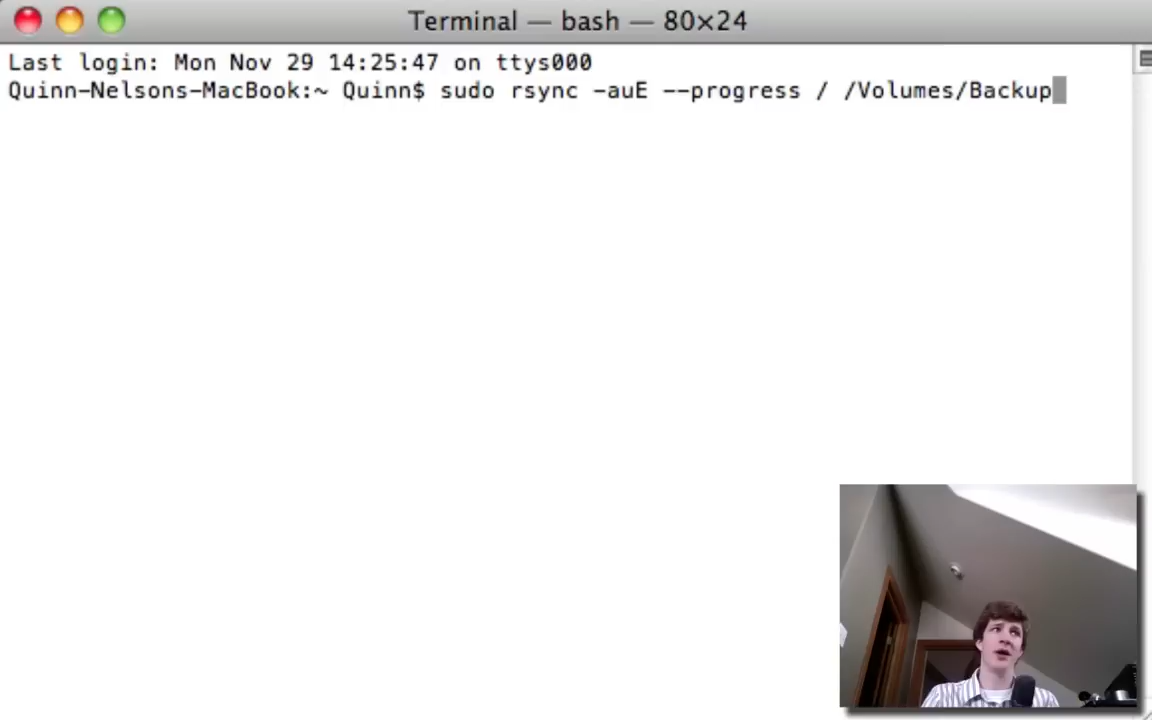 Terminal — bash — 80×24
Last login: Mon Nov 29 14:25:47 on ttys000
Quinn-Nelsons-MacBook:~ Quinn$ sudo rsync -auE --progress / /Volumes/Backup